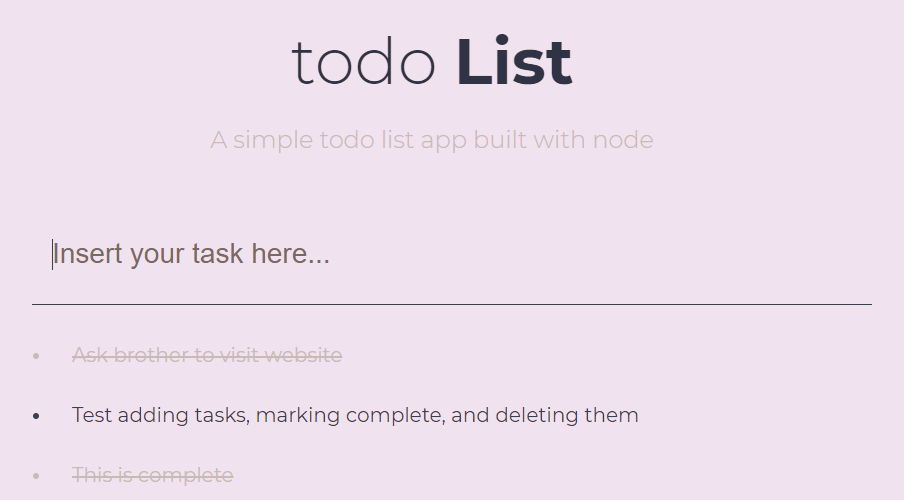 todo List
A simple todo list app built with node
Insert your task here...
Ask brother to visit website
Test adding tasks, marking complete, and deleting them
This is complete